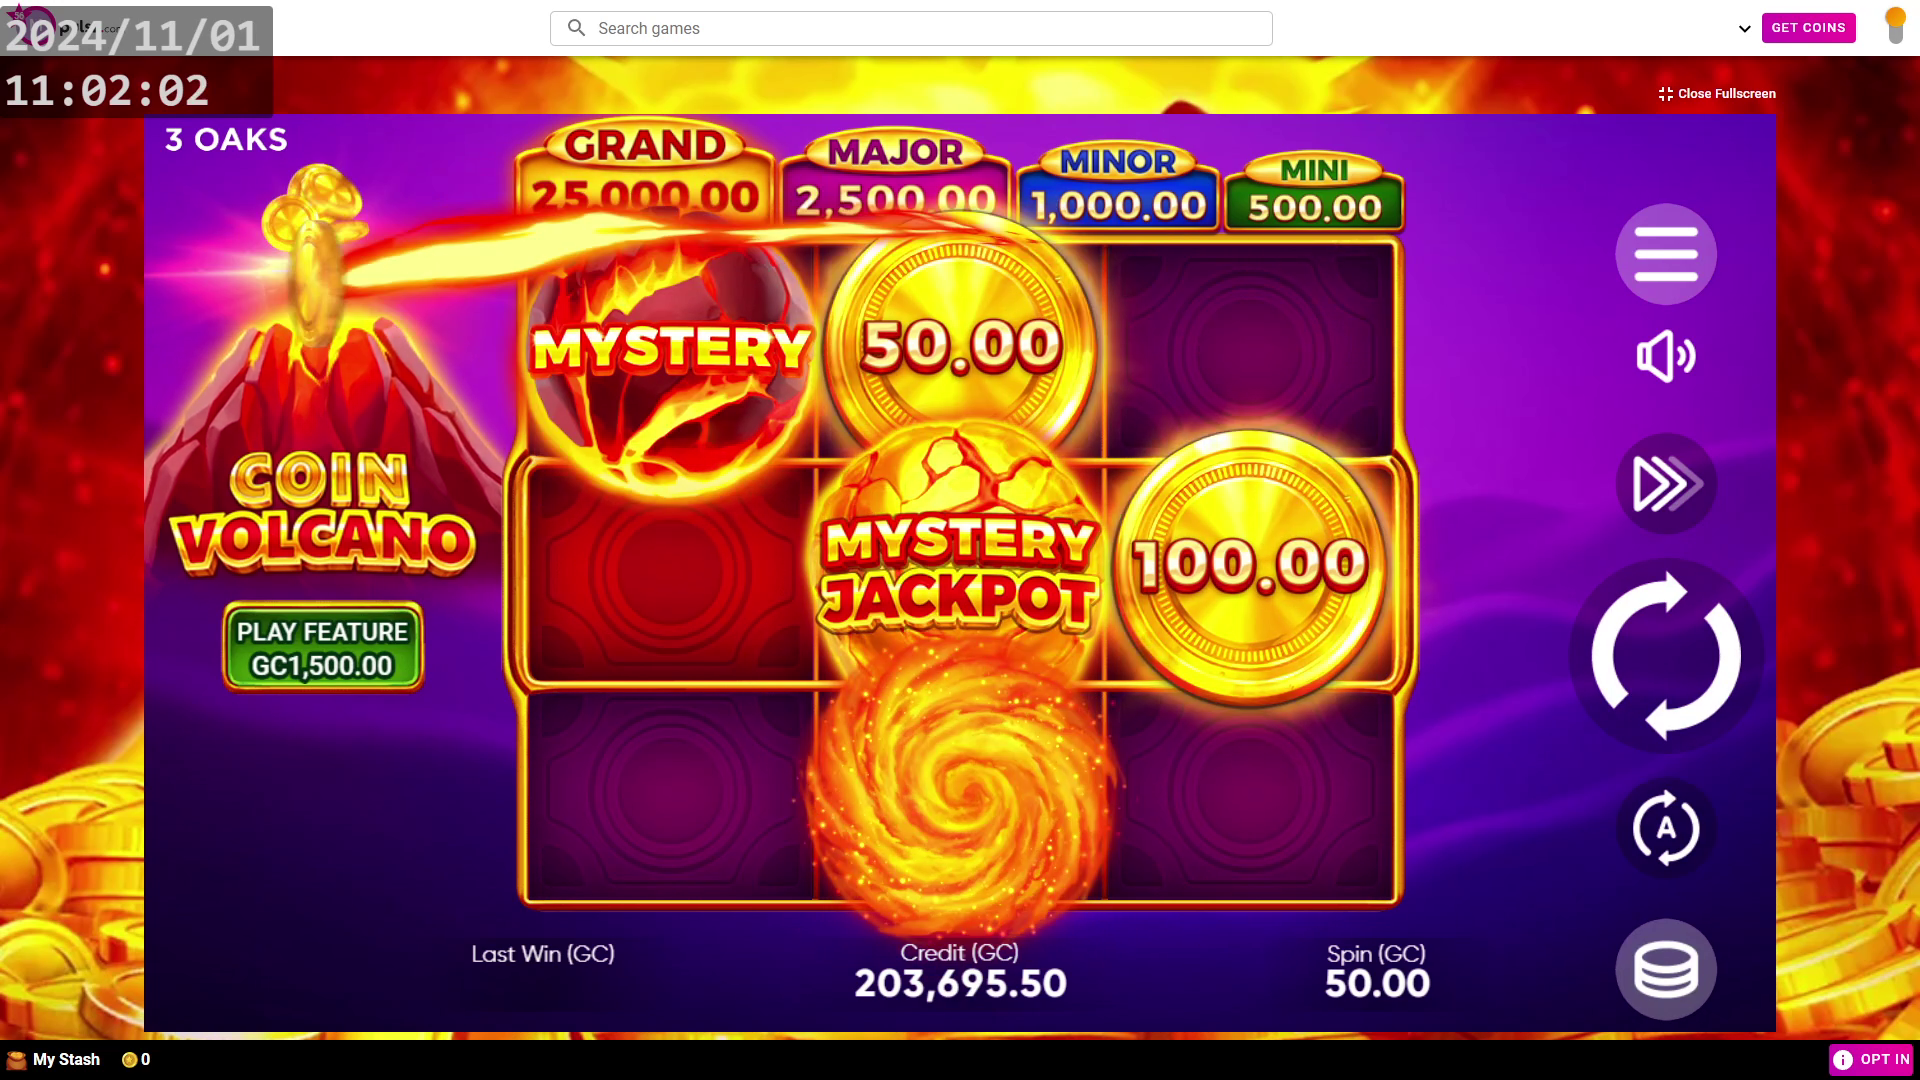 2024/11/01
11:02:02
Search games
GET COINS
Close Fullscreen
3 OAKS
GRAND
25,000.00
MAJOR
2,500.00
MINOR
1,000.00
MINI
500.00
MYSTERY
50.00
COIN
VOLCANO
MYSTERY
JACKPOT
100.00
PLAY FEATURE
GC1,500.00
A
Last Win (GC)
Credit (GC)
203,695.50
Spin (GC)
50.00
My Stash
0
OPT IN